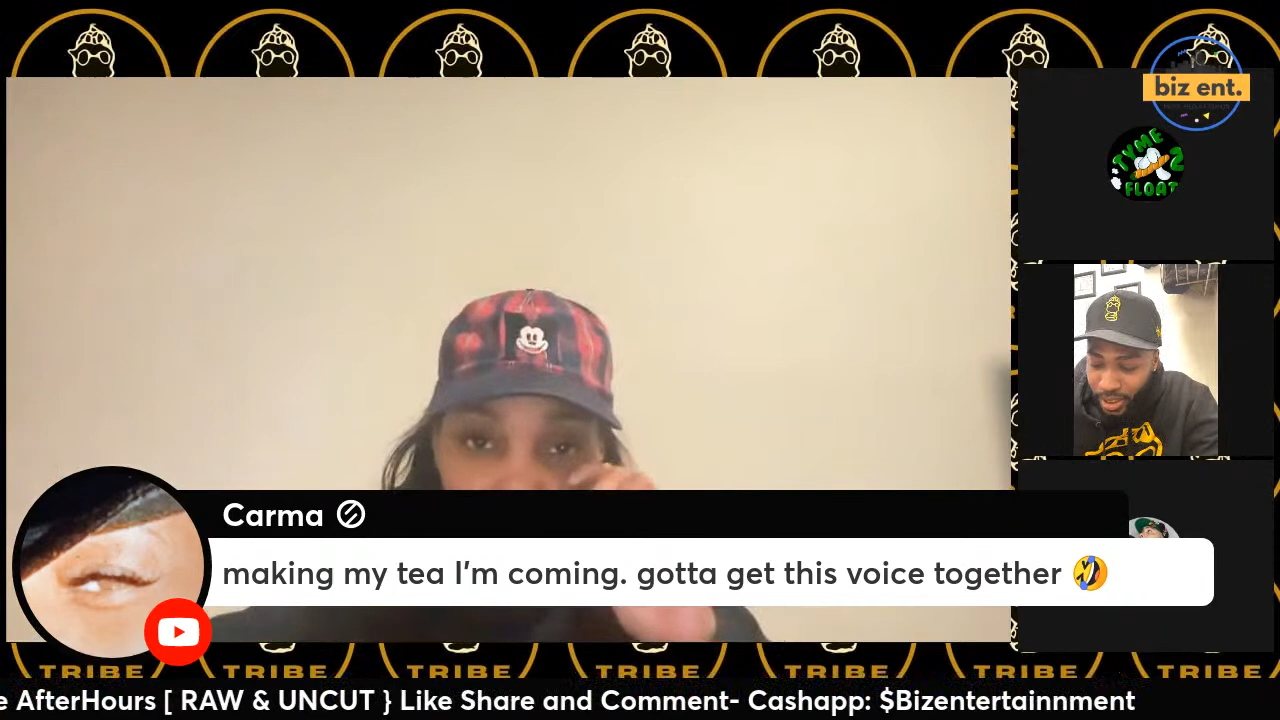 biz ent.
TYME 2
FLOAT
Carma
making my tea I'm coming. gotta get this voice together 🤣
TRIBE TRIBE TRIBE TRIBE TRIBE TRIBE TRIBE
e AfterHours [ RAW & UNCUT } Like Share and Comment- Cashapp: $Bizentertainnment